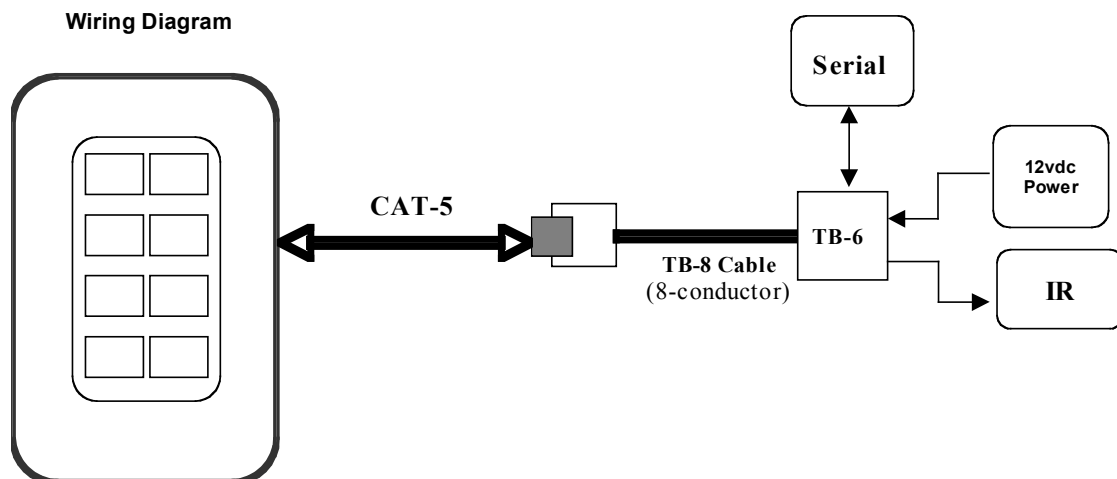 Wiring Diagram
Serial
12vdc
Power
CAT-5
TB-6
TB-8 Cable
(8-conductor)
IR